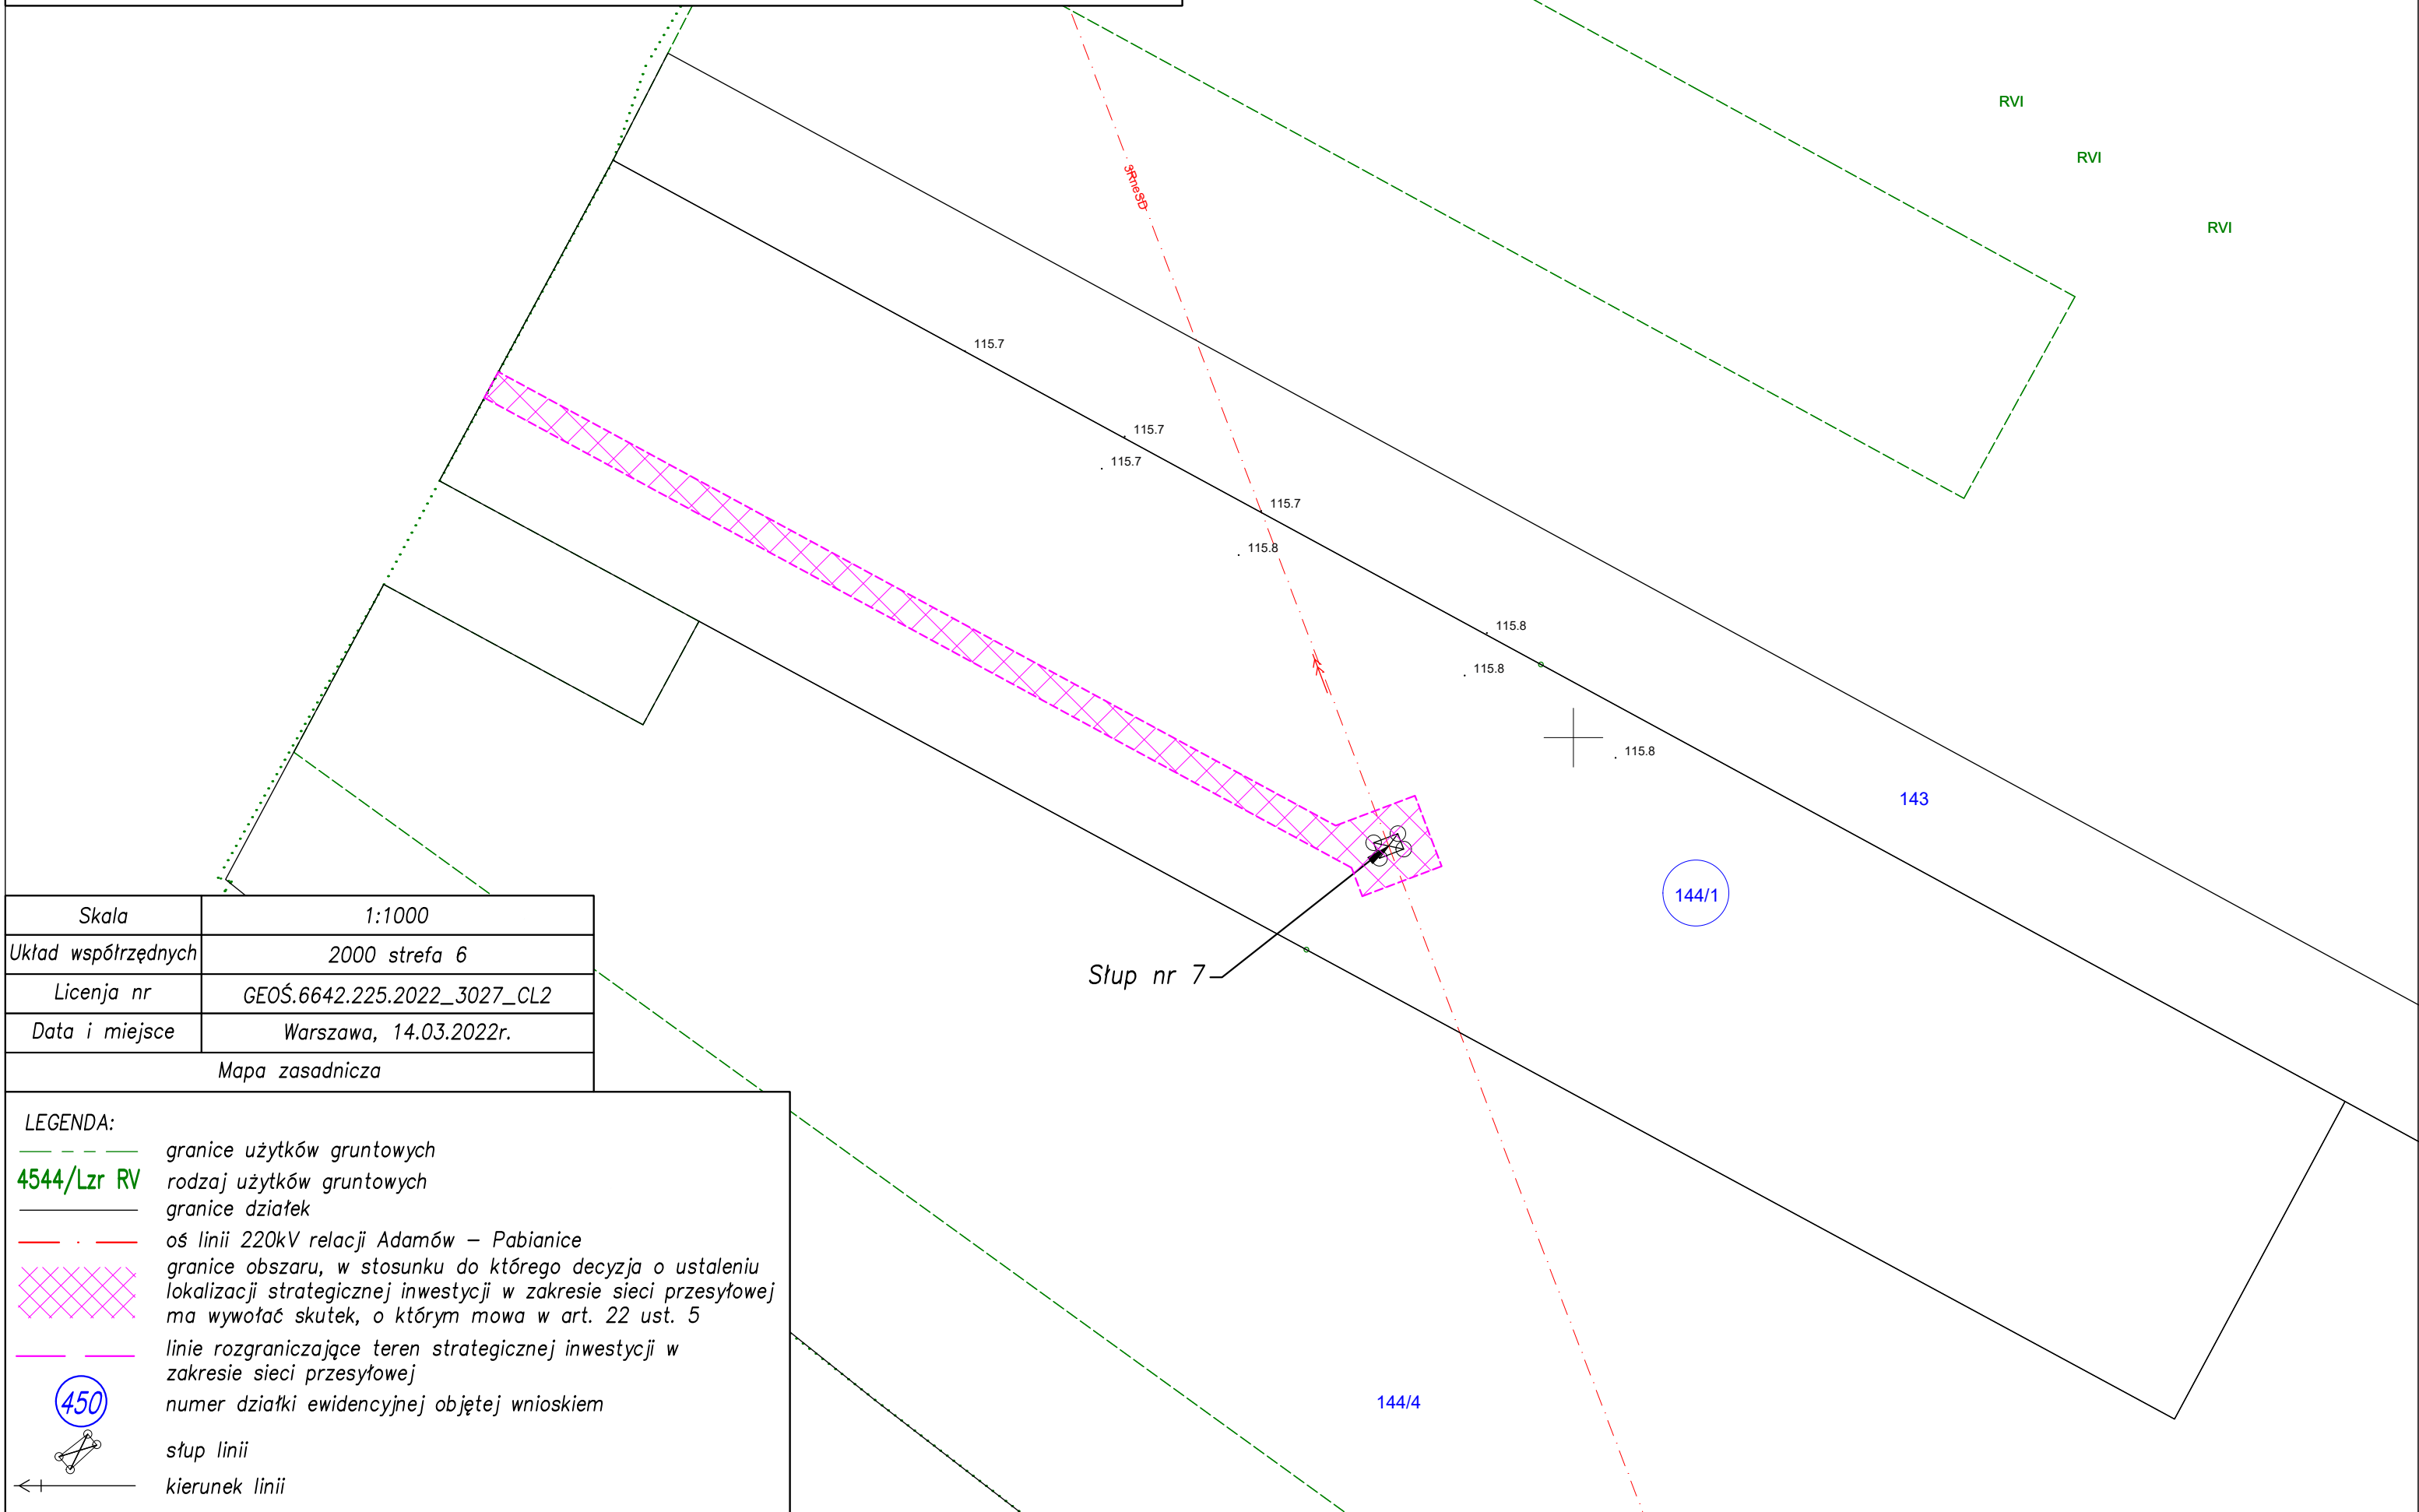 RVI
RVI
RVI
3RneSD
115.7
115.7
115.7
115.7
115.8
115.8
115.8
115.8
143
144/1
Słup nr 7
144/4
Skala 1:1000
Układ współrzędnych 2000 strefa 6
Licenja nr GEOŚ.6642.225.2022_3027_CL2
Data i miejsce Warszawa, 14.03.2022r.
Mapa zasadnicza
LEGENDA:
granice użytków gruntowych
4544/Lzr RV rodzaj użytków gruntowych
granice działek
oś linii 220kV relacji Adamów – Pabianice
granice obszaru, w stosunku do którego decyzja o ustaleniu
lokalizacji strategicznej inwestycji w zakresie sieci przesyłowej
ma wywołać skutek, o którym mowa w art. 22 ust. 5
linie rozgraniczające teren strategicznej inwestycji w
zakresie sieci przesyłowej
450 numer działki ewidencyjnej objętej wnioskiem
słup linii
kierunek linii